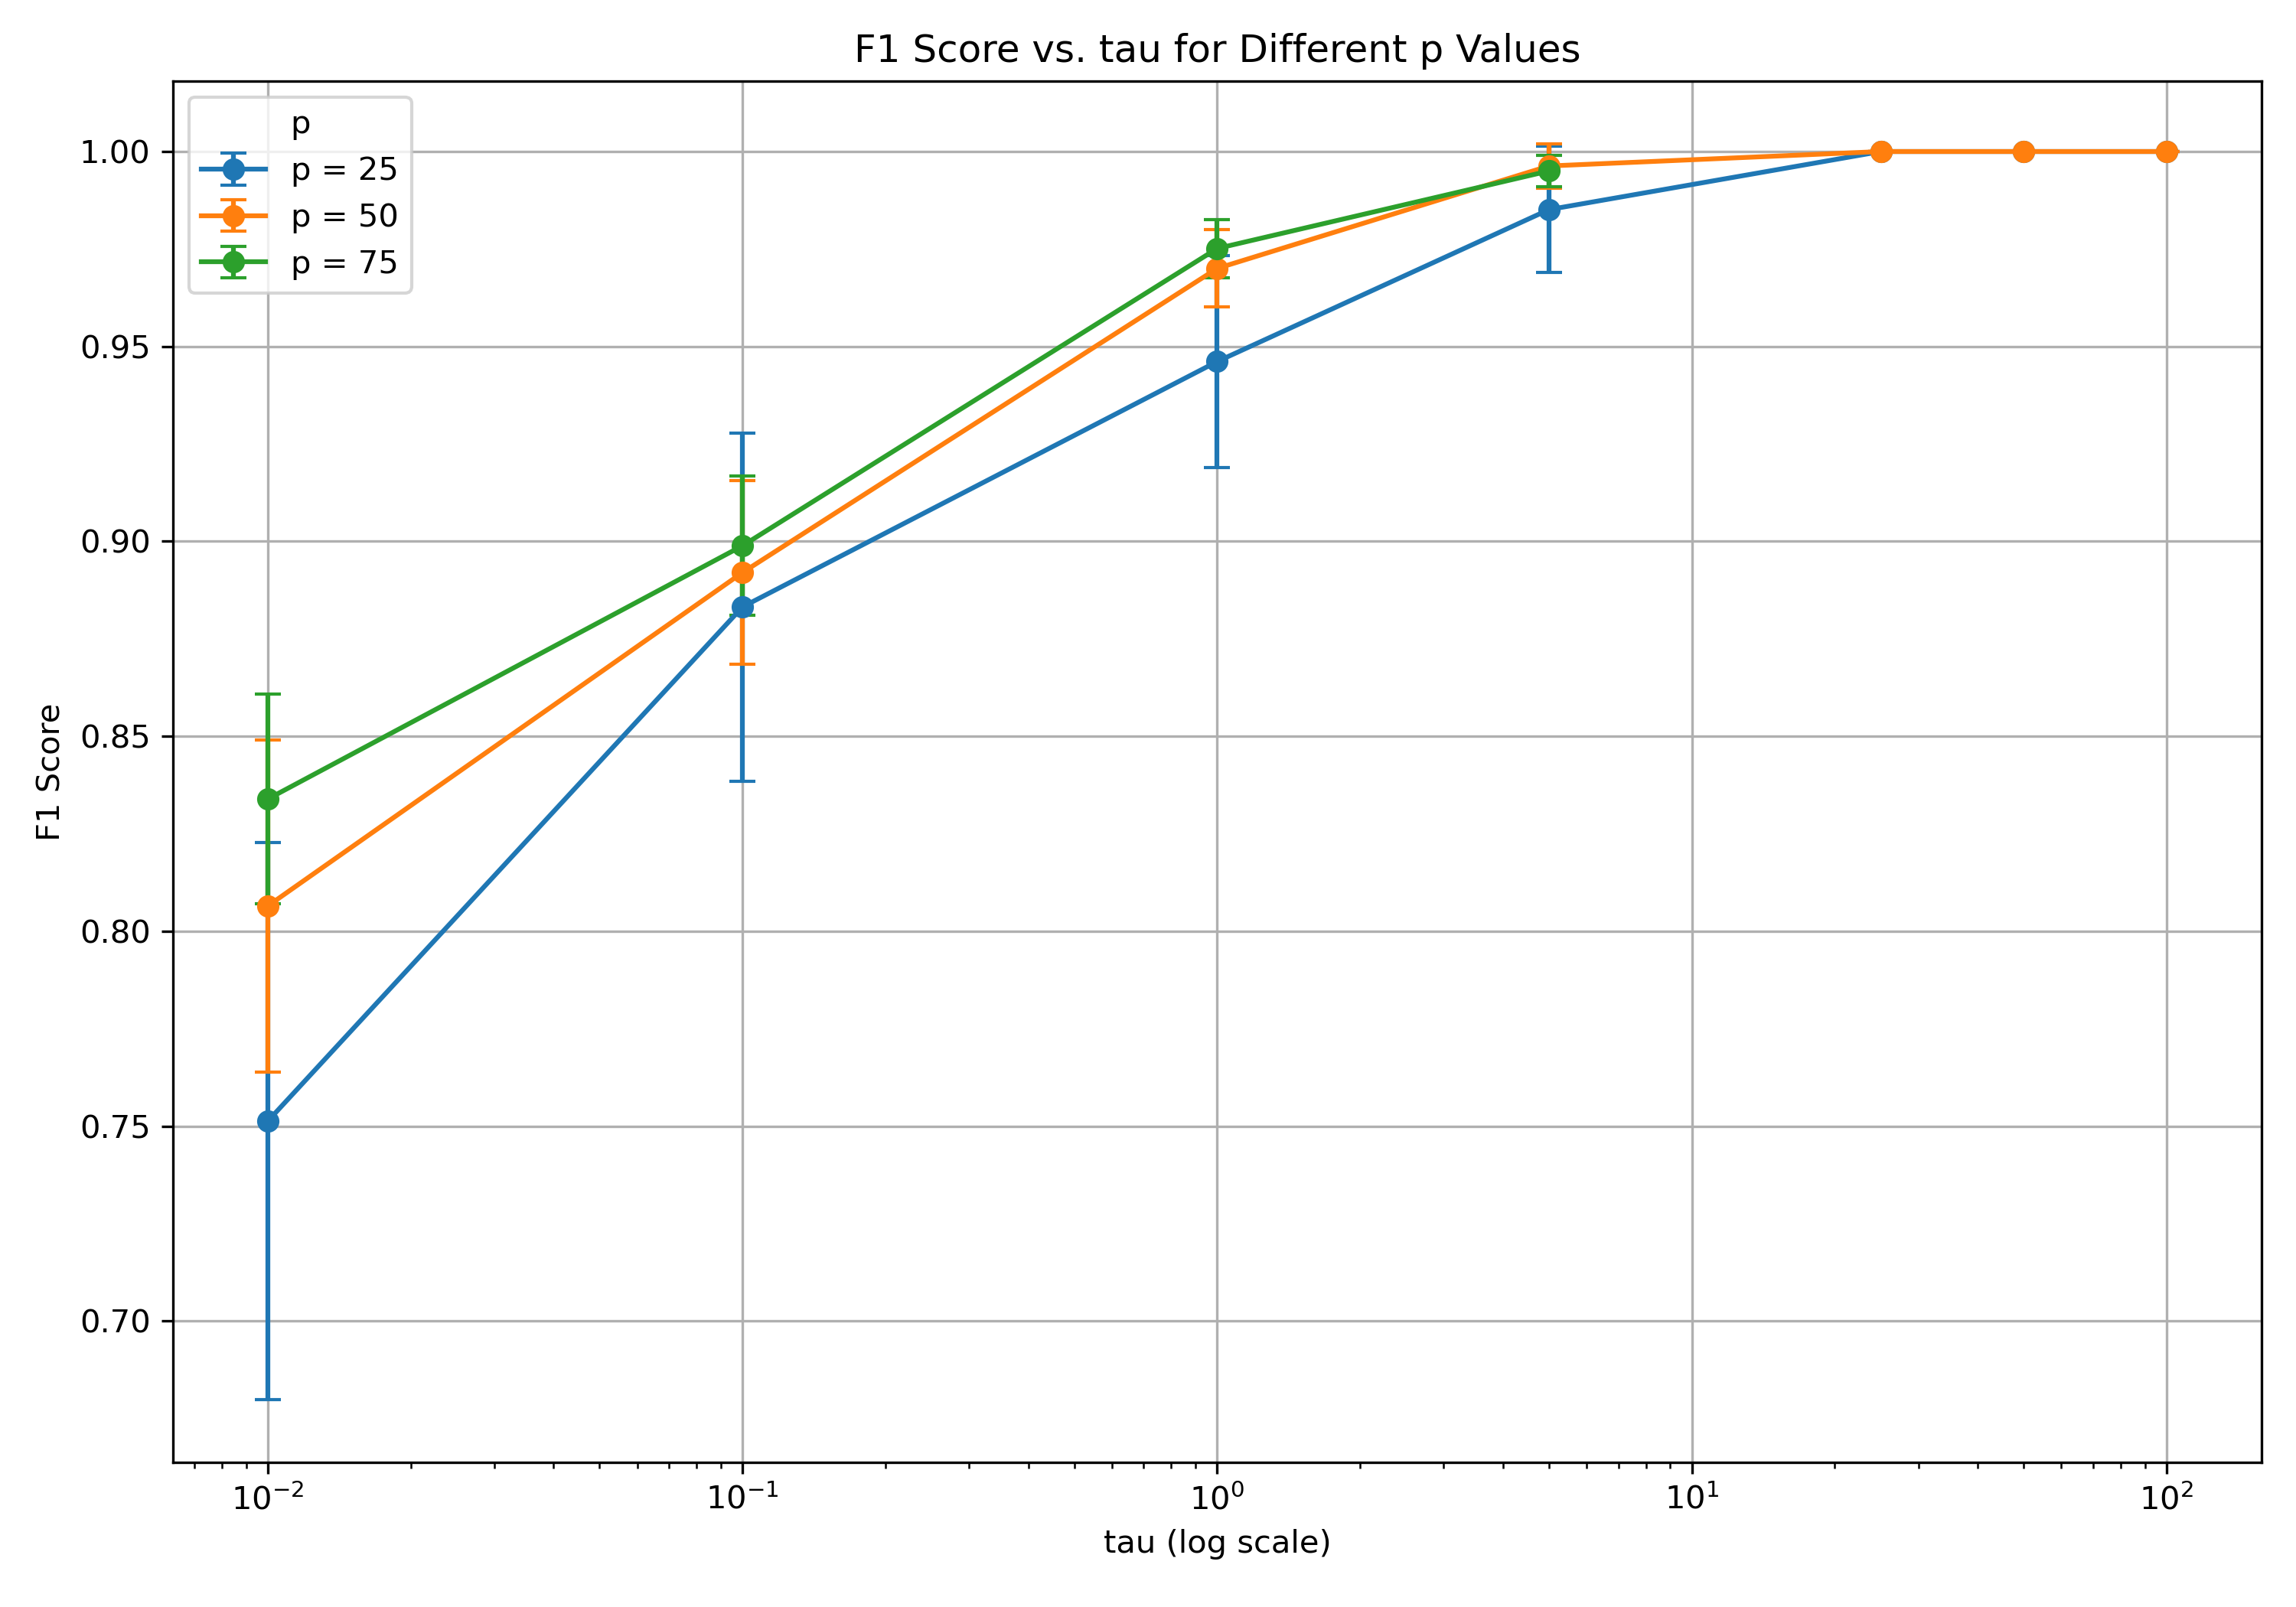 F1 Score vs. tau for Different p Values
p
p = 25
p = 50
p = 75
1.00
0.95
0.90
0.85
0.80
0.75
0.70
F1 Score
10⁻²
10⁻¹
10⁰
10¹
10²
tau (log scale)